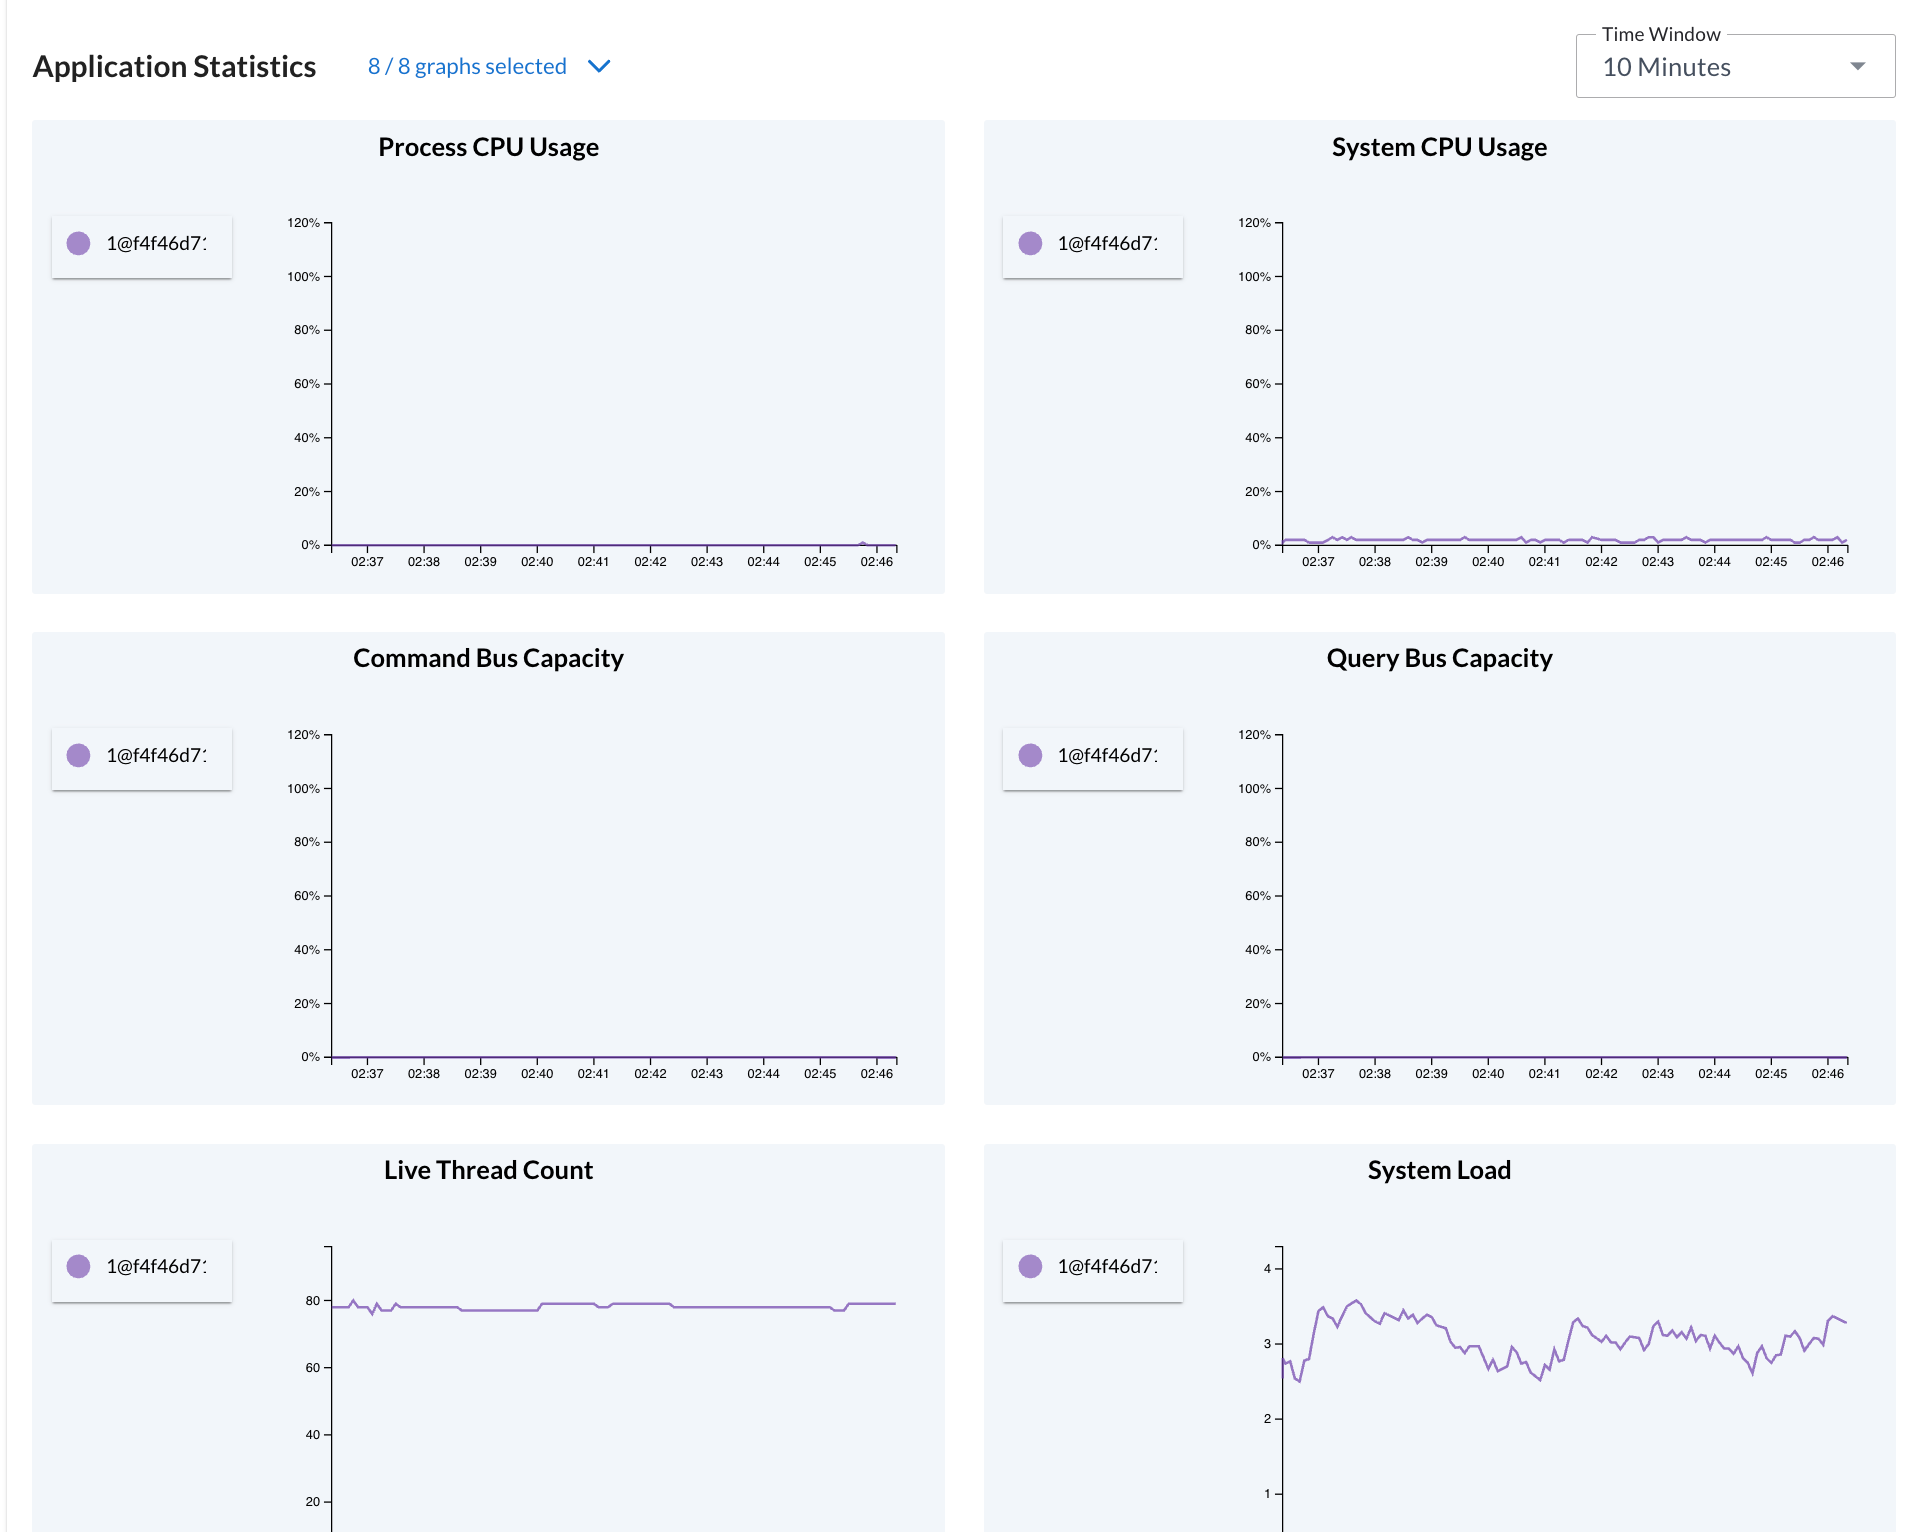 Time Window
Application Statistics 8 / 8 graphs selected 10 Minutes
Process CPU Usage
1@f4f46d71
120%
100%
80%
60%
40%
20%
0%
02:37 02:38 02:39 02:40 02:41 02:42 02:43 02:44 02:45 02:46
System CPU Usage
1@f4f46d71
120%
100%
80%
60%
40%
20%
0%
02:37 02:38 02:39 02:40 02:41 02:42 02:43 02:44 02:45 02:46
Command Bus Capacity
1@f4f46d71
120%
100%
80%
60%
40%
20%
0%
02:37 02:38 02:39 02:40 02:41 02:42 02:43 02:44 02:45 02:46
Query Bus Capacity
1@f4f46d71
120%
100%
80%
60%
40%
20%
0%
02:37 02:38 02:39 02:40 02:41 02:42 02:43 02:44 02:45 02:46
Live Thread Count
1@f4f46d71
80
60
40
20
System Load
1@f4f46d71
4
3
2
1